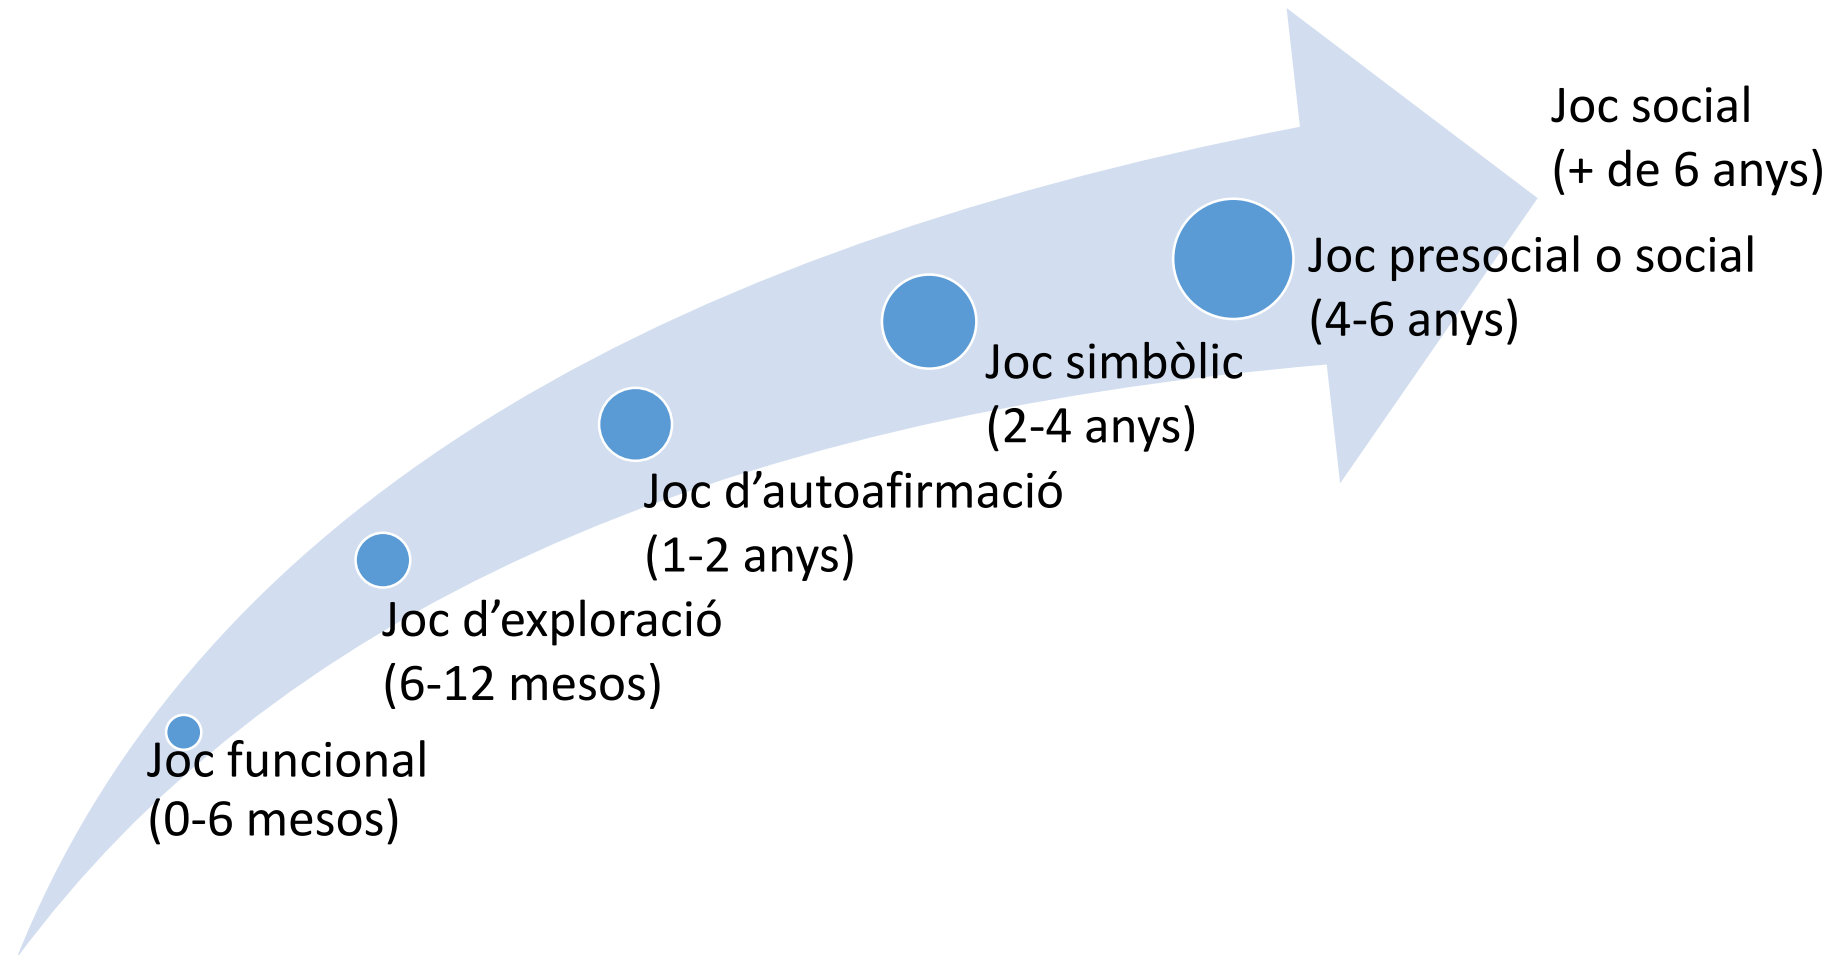 Joc social
(+ de 6 anys)
Joc presocial o social
(4-6 anys)
Joc simbòlic
(2-4 anys)
Joc d’autoafirmació
(1-2 anys)
Joc d’exploració
(6-12 mesos)
Joc funcional
(0-6 mesos)